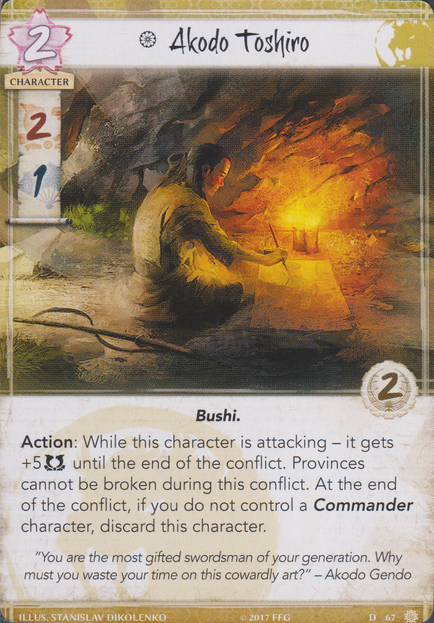 2
Akodo Toshiro
CHARACTER
2
1
2
Bushi.
Action: While this character is attacking – it gets
+5 until the end of the conflict. Provinces
cannot be broken during this conflict. At the end
of the conflict, if you do not control a Commander
character, discard this character.
“You are the most gifted swordsman of your generation. Why
must you waste your time on this cowardly art?” – Akodo Gendo
ILLUS. STANISLAV DIKOLENKO © 2017 FFG D 67